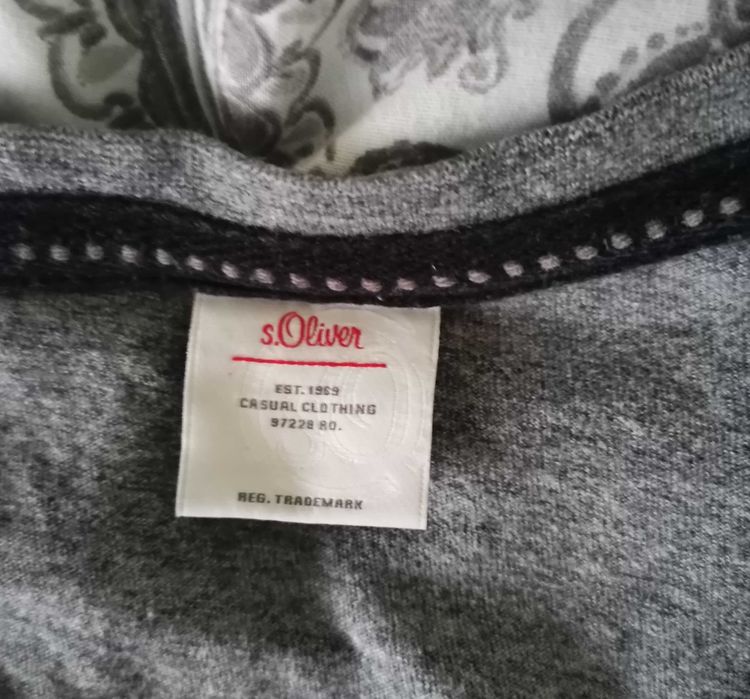 s.Oliver
EST. 1969
CASUAL CLOTHING
97228 RO.
REG. TRADEMARK